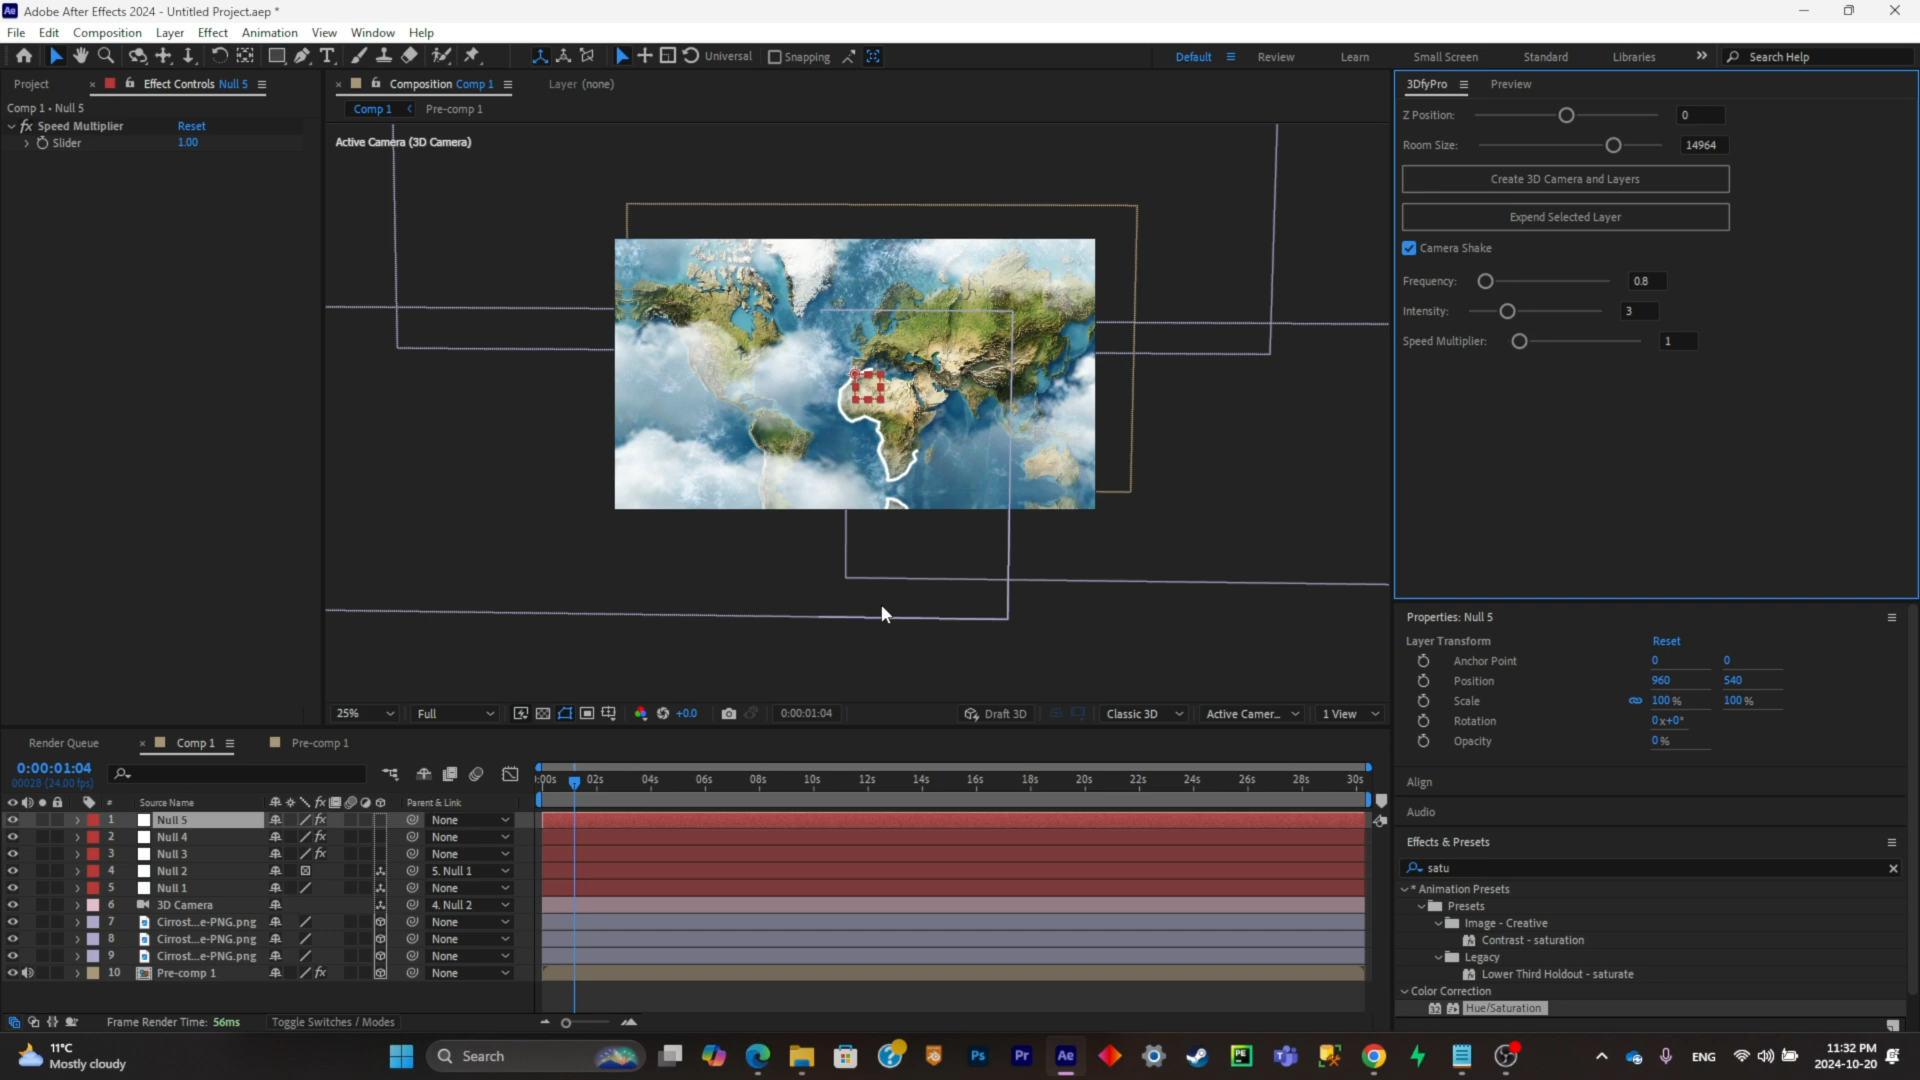 Ae Adobe After Effects 2024 - Untitled Project.aep *
File Edit Composition Layer Effect Animation View Window Help
Universal Snapping Default Review Learn Small Screen Standard Libraries Search Help
Project Effect Controls Null 5
Comp 1 • Null 5
fx Speed Multiplier Reset
Slider 1.00
Composition Comp 1 Layer (none)
Comp 1 Pre-comp 1
Active Camera (3D Camera)
25% Full +0.0 0:00:01:04 Draft 3D Classic 3D Active Camer... 1 View
3DfyPro Preview
Z Position: 0
Room Size: 14964
Create 3D Camera and Layers
Expend Selected Layer
Camera Shake
Frequency: 0.8
Intensity: 3
Speed Multiplier: 1
Properties: Null 5
Layer Transform Reset
Anchor Point 0 0
Position 960 540
Scale 100 % 100 %
Rotation 0x+0°
Opacity 0 %
Align
Audio
Effects & Presets
satu
* Animation Presets
Presets
Image - Creative
Contrast - saturation
Legacy
Lower Third Holdout - saturate
Color Correction
Hue/Saturation
Render Queue Comp 1 Pre-comp 1
0:00:01:04
00028 (24.00 fps)
:00s 02s 04s 06s 08s 10s 12s 14s 16s 18s 20s 22s 24s 26s 28s 30s
# Source Name fx Parent & Link
1 Null 5 fx None
2 Null 4 fx None
3 Null 3 fx None
4 Null 2 5. Null 1
5 Null 1 None
6 3D Camera 4. Null 2
7 Cirrost...e-PNG.png None
8 Cirrost...e-PNG.png None
9 Cirrost...e-PNG.png None
10 Pre-comp 1 fx None
Frame Render Time: 56ms Toggle Switches / Modes
11°C
Mostly cloudy
Search Ps Pr Ae PE
ENG
11:32 PM
2024-10-20